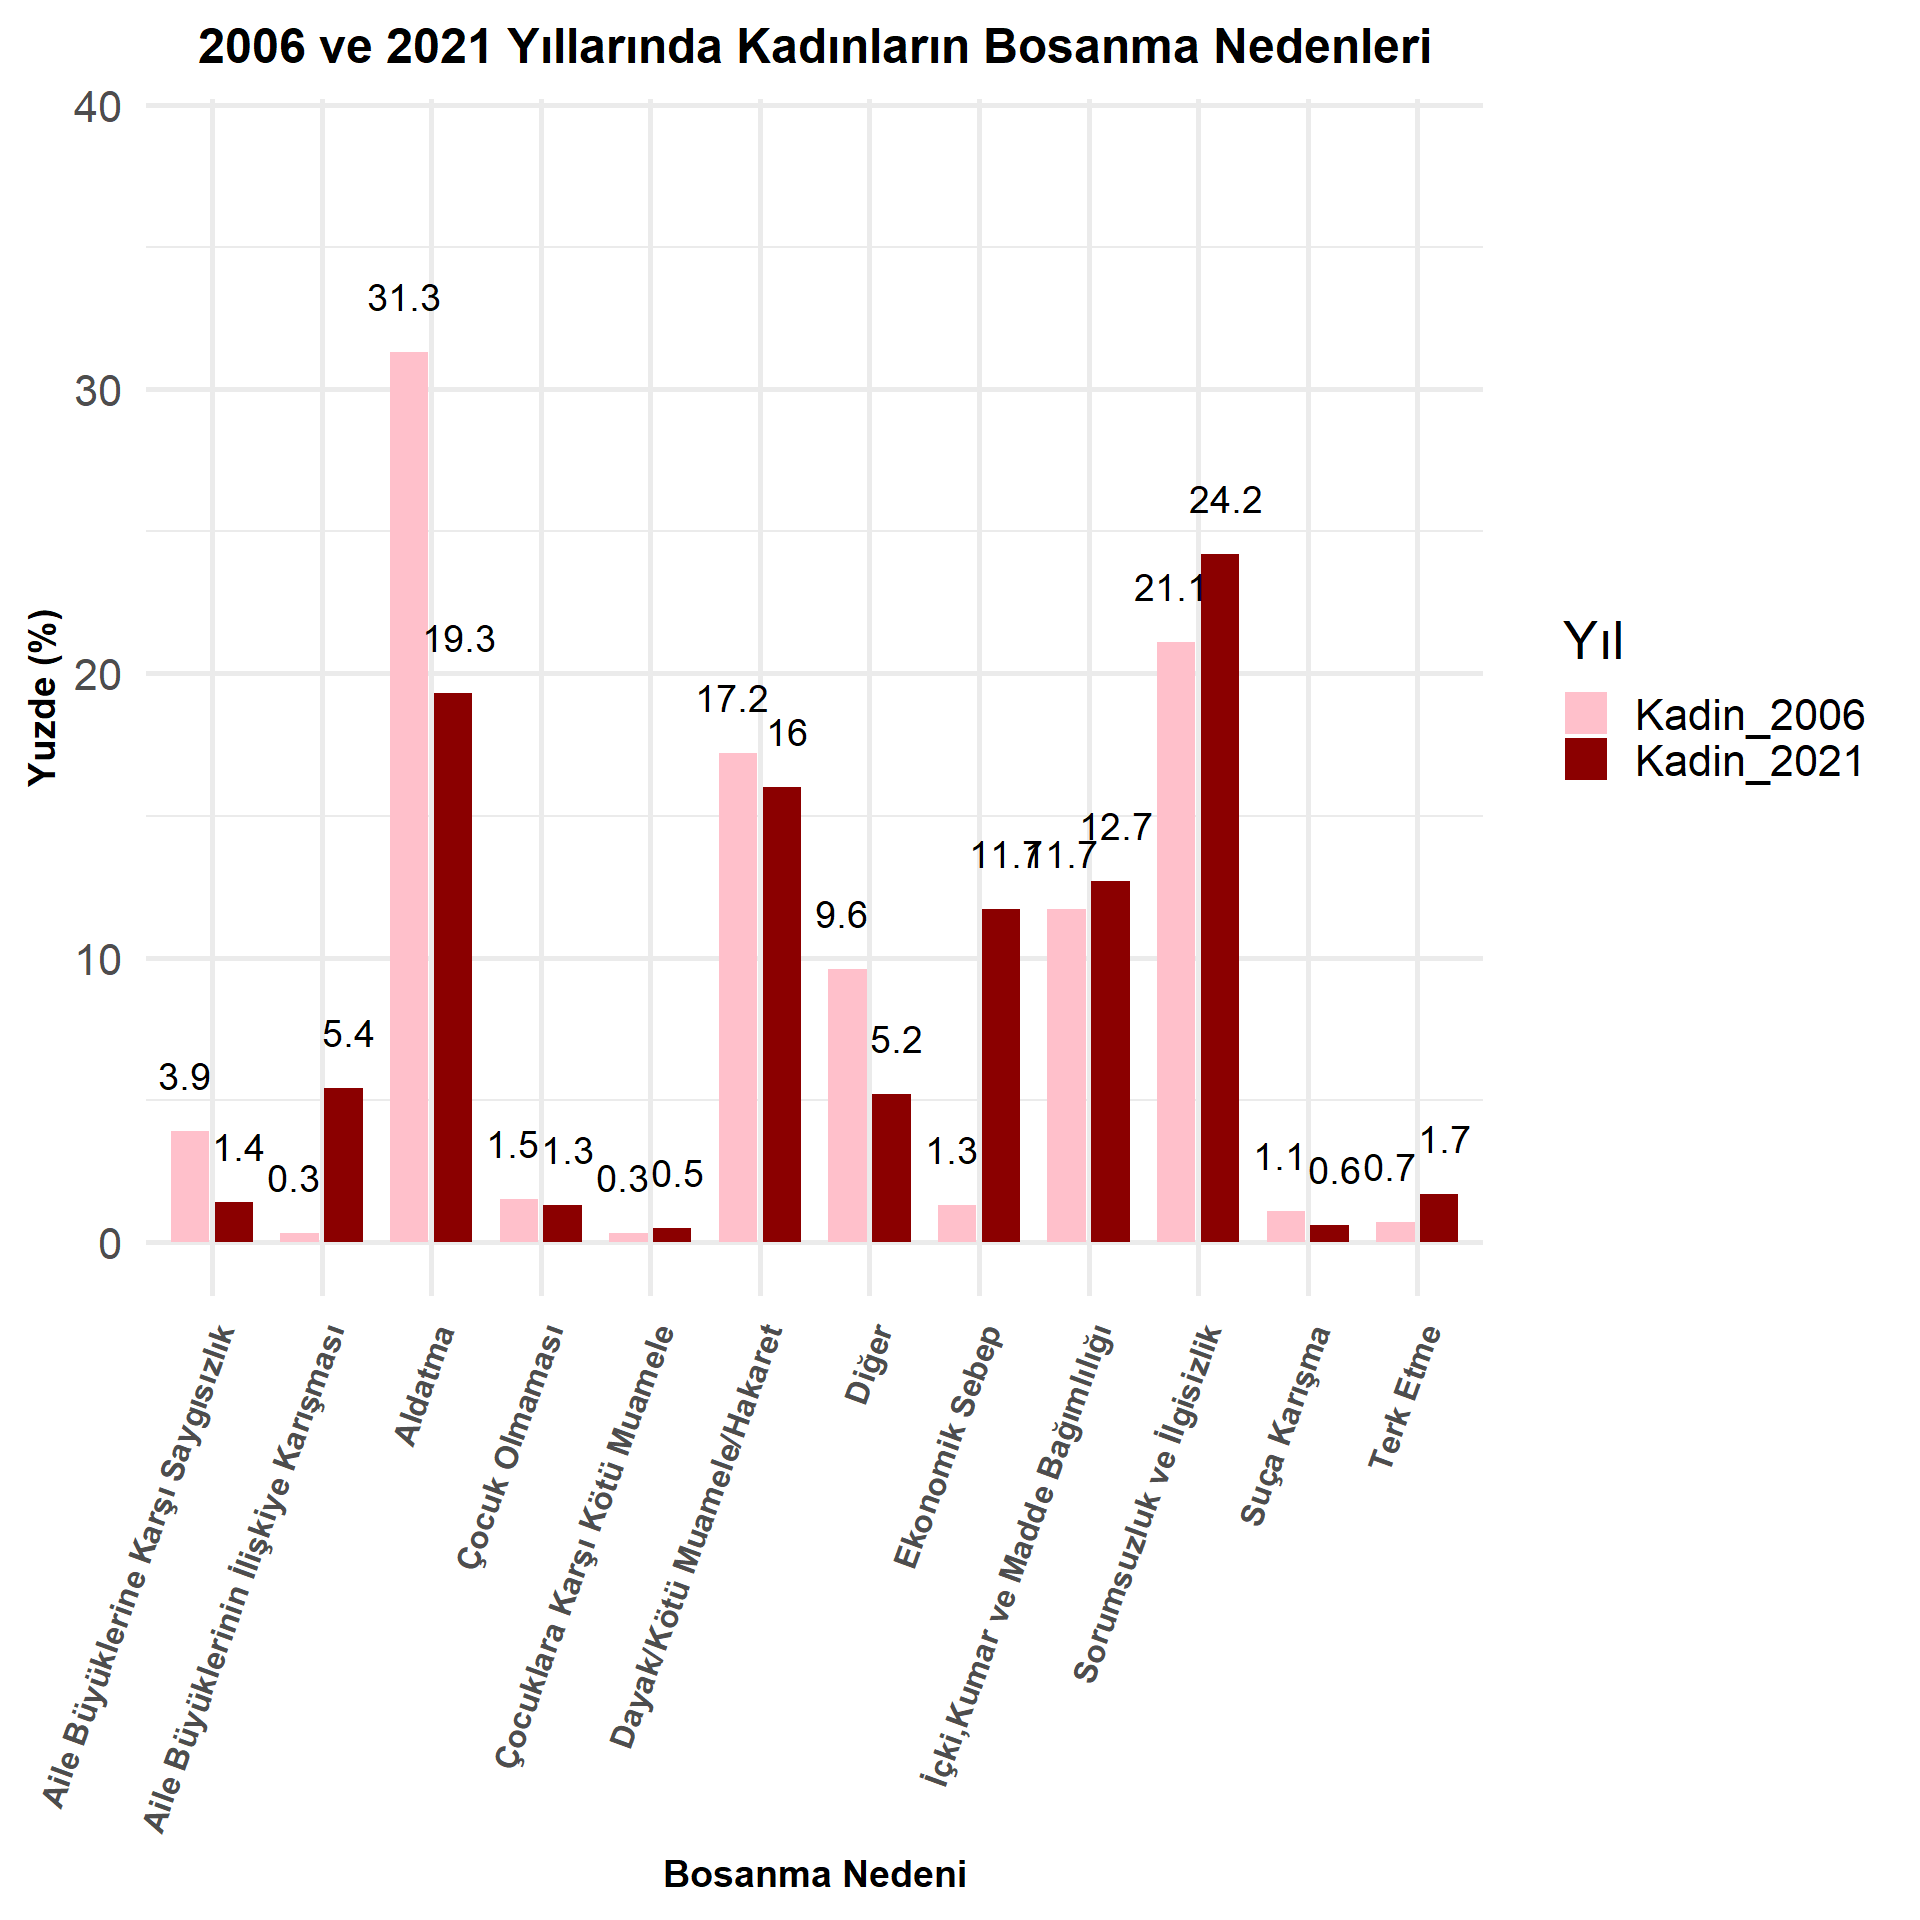 2006 ve 2021 Yıllarında Kadınların Bosanma Nedenleri
Yuzde (%)
40
30
20
10
0
3.9
1.4
0.3
5.4
31.3
19.3
1.5
1.3
0.3
0.5
17.2
16
9.6
5.2
1.3
11.7
11.7
12.7
21.1
24.2
1.1
0.6
0.7
1.7
Aile Büyüklerine Karşı Saygısızlık
Aile Büyüklerinin İlişkiye Karışması
Aldatma
Çocuk Olmaması
Çocuklara Karşı Kötü Muamele
Dayak/Kötü Muamele/Hakaret
Diğer
Ekonomik Sebep
İçki,Kumar ve Madde Bağımlılığı
Sorumsuzluk ve İlgisizlik
Suça Karışma
Terk Etme
Bosanma Nedeni
Yıl
Kadin_2006
Kadin_2021